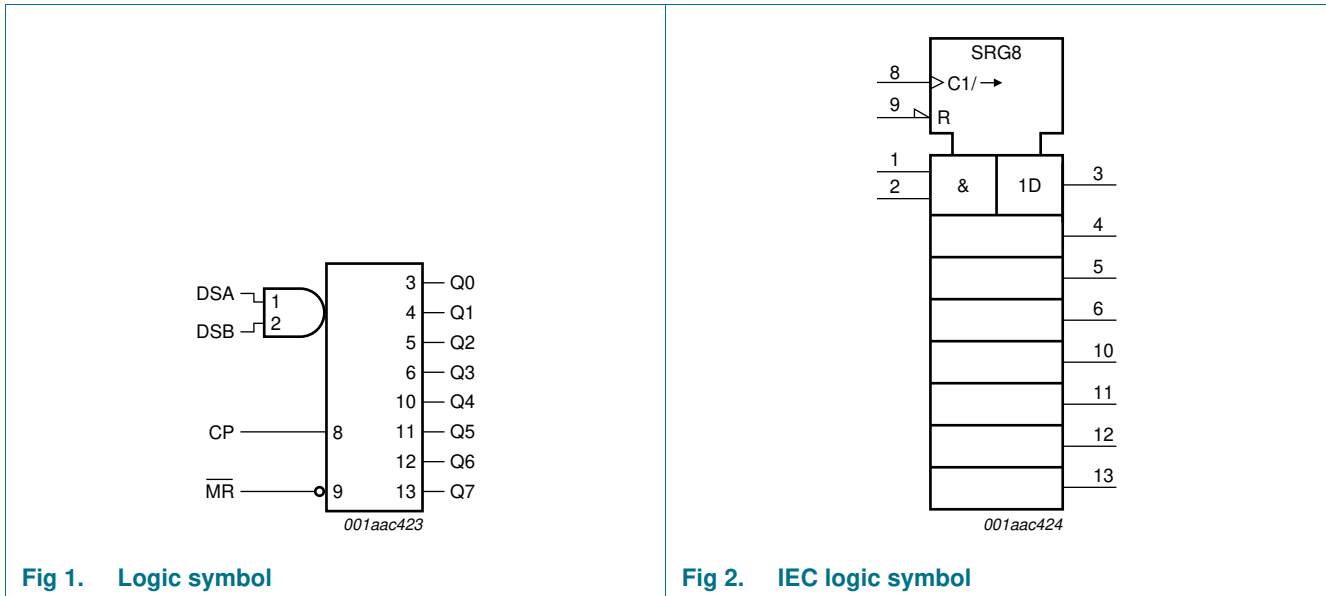 DSA
DSB
1
2
CP
8
M̅R̅
9
3 Q0
4 Q1
5 Q2
6 Q3
10 Q4
11 Q5
12 Q6
13 Q7
001aac423
Fig 1. Logic symbol
SRG8
8 C1/→
9 R
1
2
& 1D 3
4
5
6
10
11
12
13
001aac424
Fig 2. IEC logic symbol